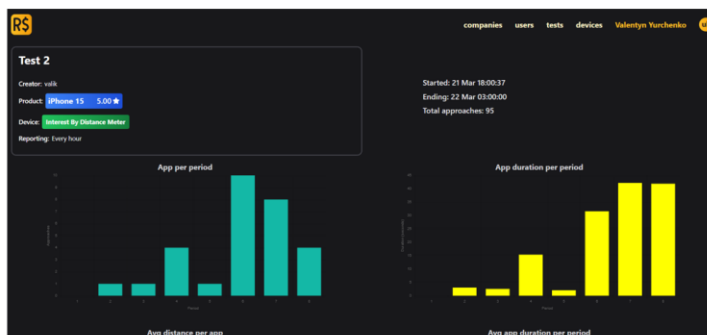 R$
companies users tests devices Valentyn Yurchenko
Test 2
Creator: valik
Product: iPhone 15 5.00 ★
Device: Interest By Distance Meter
Reporting: Every hour
Started: 21 Mar 18:00:37
Ending: 22 Mar 03:00:00
Total approaches: 95
App per period
App duration per period
Period
Period
Avg distance per app
Avg app duration per period